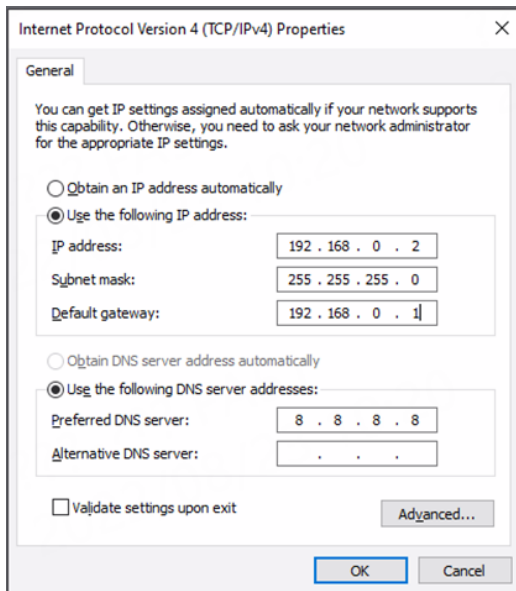 Internet Protocol Version 4 (TCP/IPv4) Properties
General
You can get IP settings assigned automatically if your network supports
this capability. Otherwise, you need to ask your network administrator
for the appropriate IP settings.
Obtain an IP address automatically
Use the following IP address:
IP address: 192 . 168 . 0 . 2
Subnet mask: 255 . 255 . 255 . 0
Default gateway: 192 . 168 . 0 . 1
Obtain DNS server address automatically
Use the following DNS server addresses:
Preferred DNS server: 8 . 8 . 8 . 8
Alternative DNS server: . . .
Validate settings upon exit
Advanced...
OK Cancel